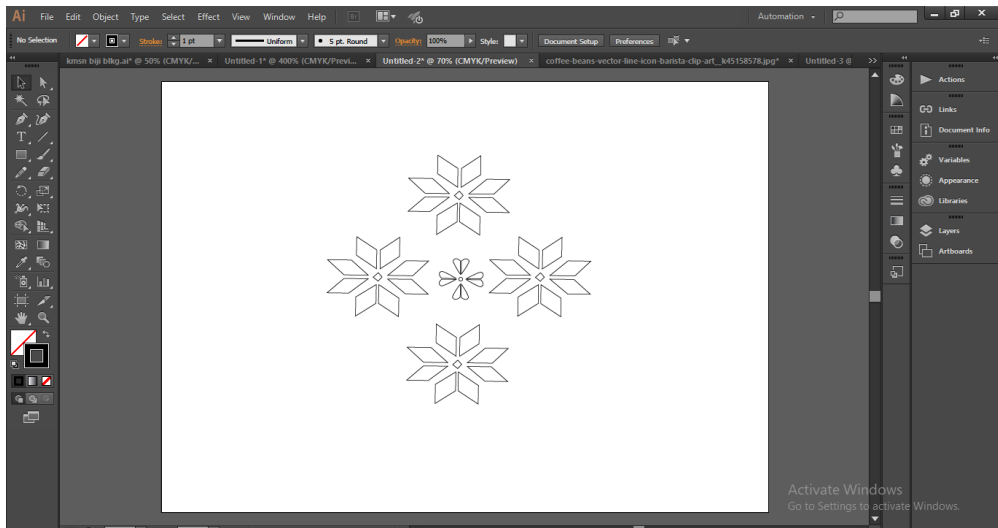 Ai File Edit Object Type Select Effect View Window Help Br Automation
No Selection Stroke: 1 pt Uniform 5 pt. Round Opacity: 100% Style: Document Setup Preferences
kmsn biji blkg.ai* @ 50% (CMYK/... × Untitled-1* @ 400% (CMYK/Previ... × Untitled-2* @ 70% (CMYK/Preview) × coffee-beans-vector-line-icon-barista-clip-art__k45158578.jpg* × Untitled-3 @
Actions
Links
Document Info
Variables
Appearance
Libraries
Layers
Artboards
Activate Windows
Go to Settings to activate Windows.